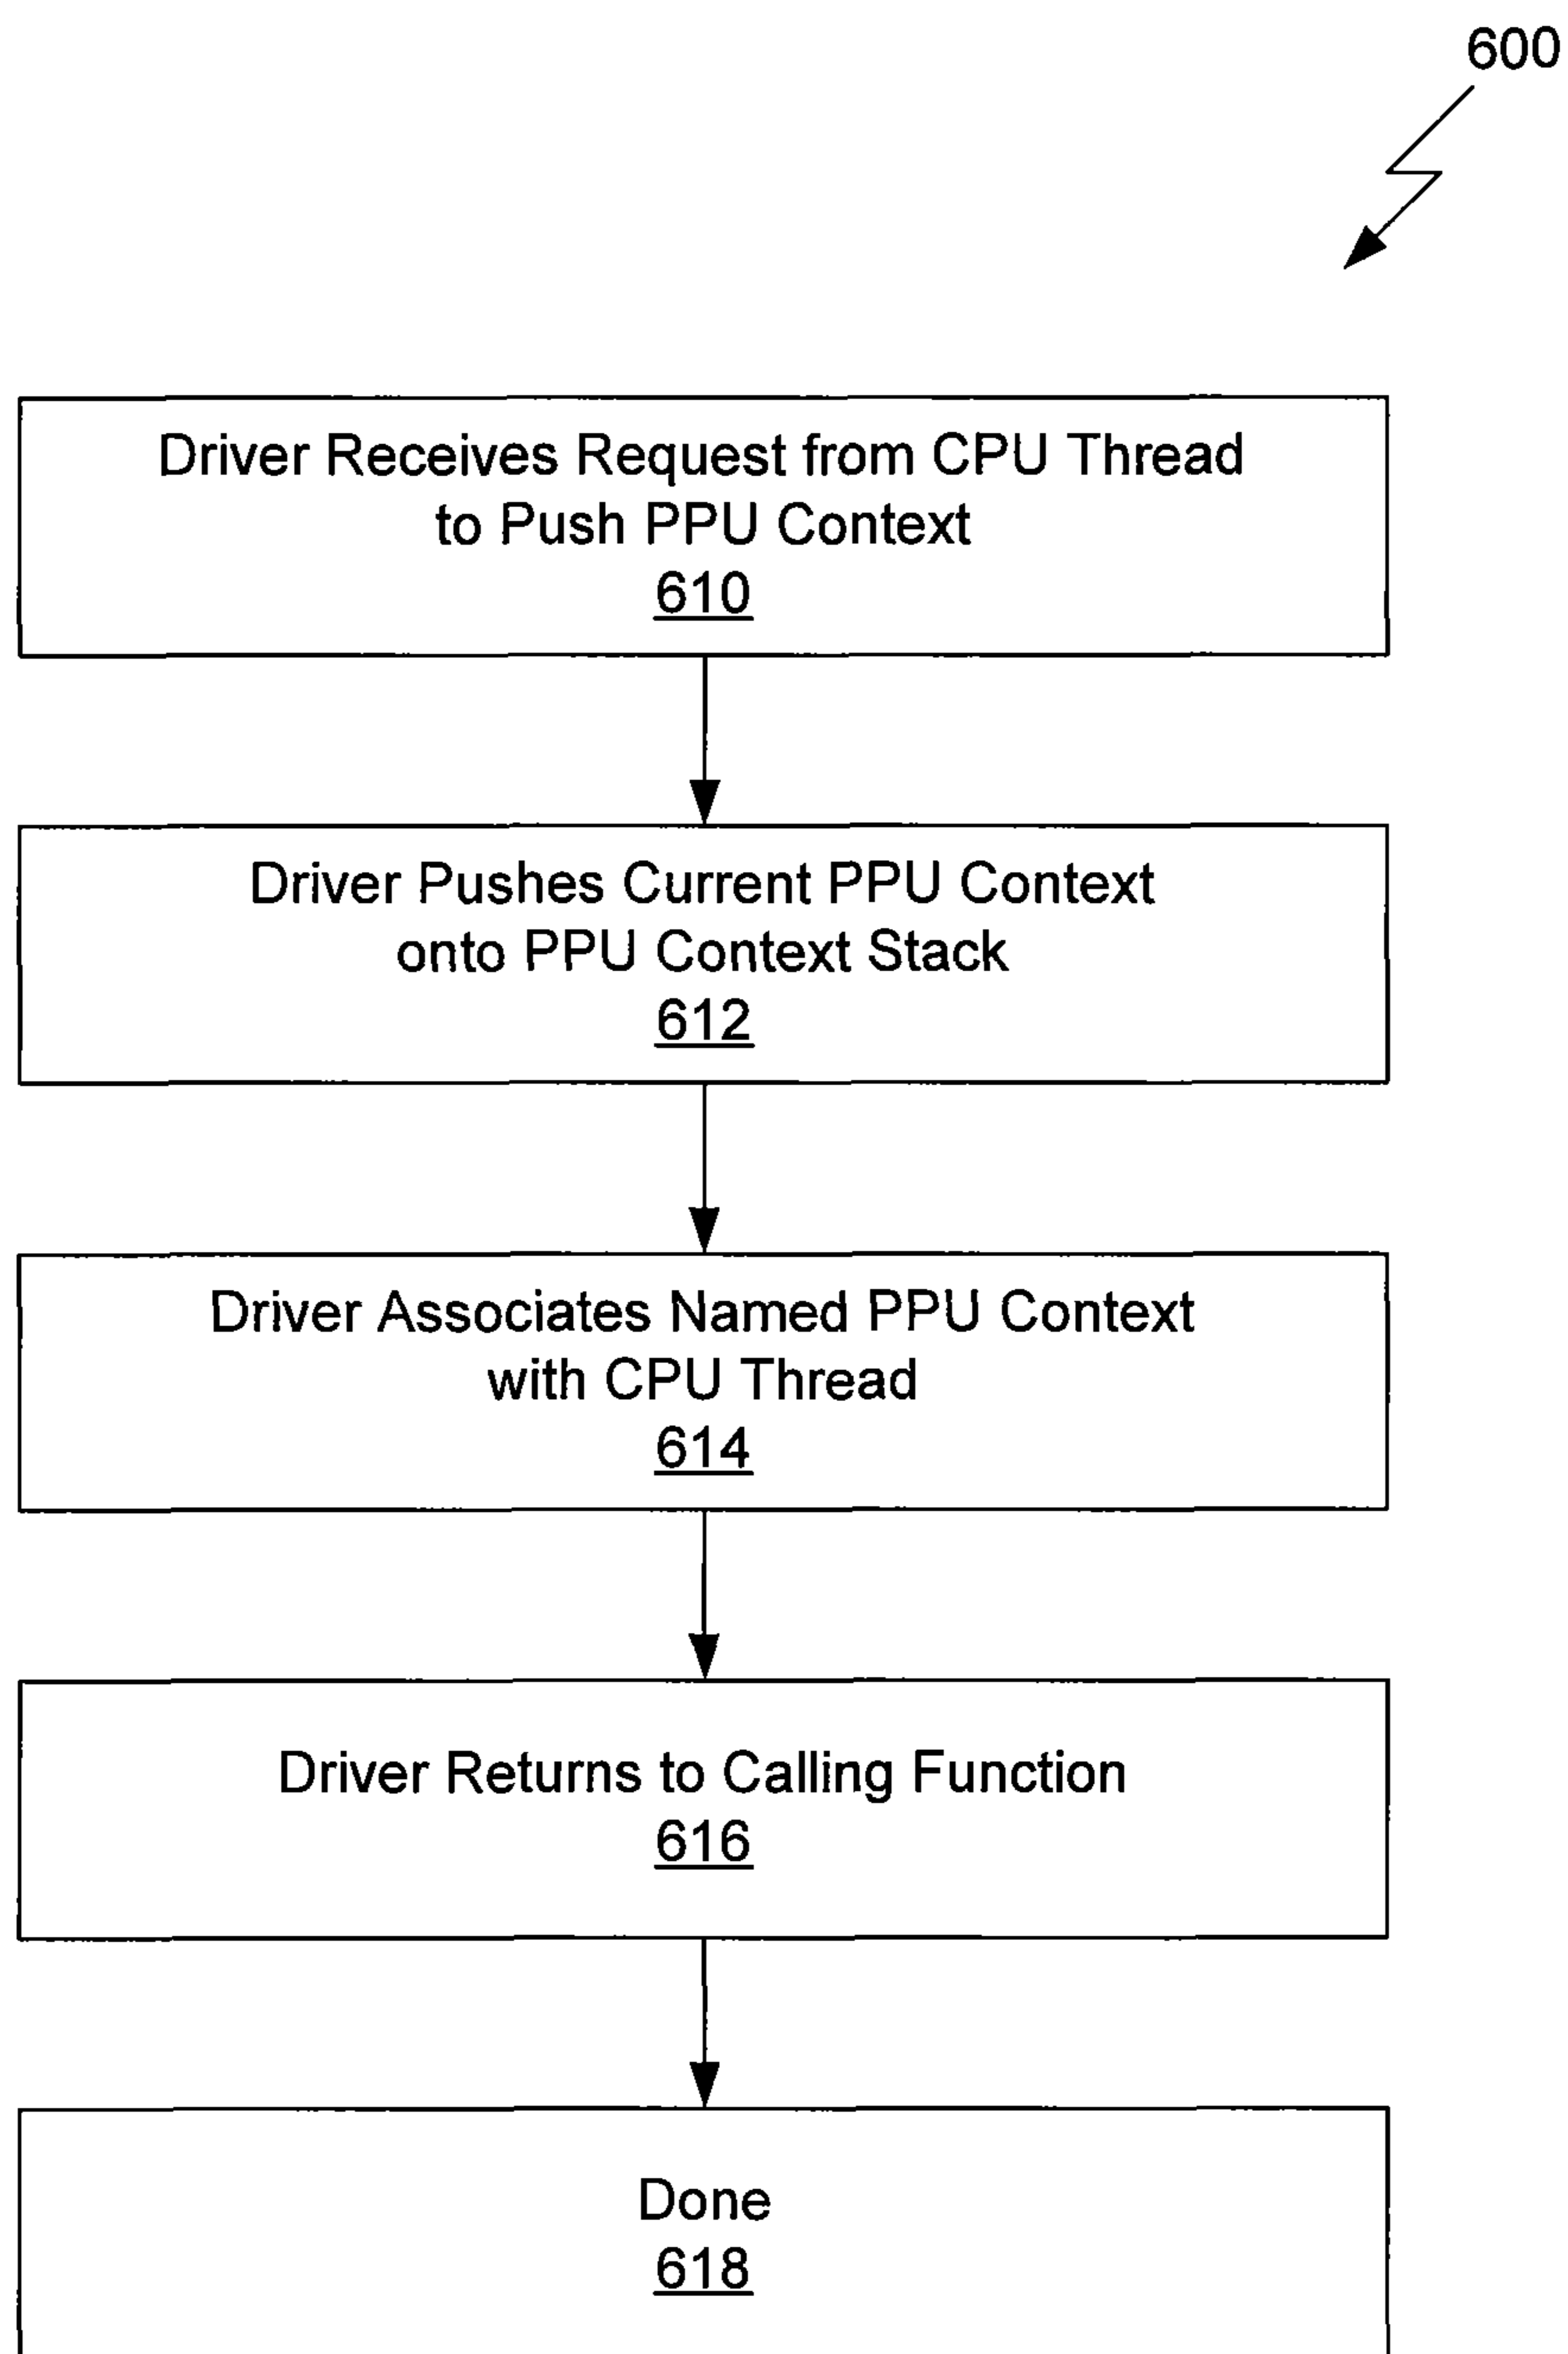 600
Driver Receives Request from CPU Thread
to Push PPU Context
610
Driver Pushes Current PPU Context
onto PPU Context Stack
612
Driver Associates Named PPU Context
with CPU Thread
614
Driver Returns to Calling Function
616
Done
618